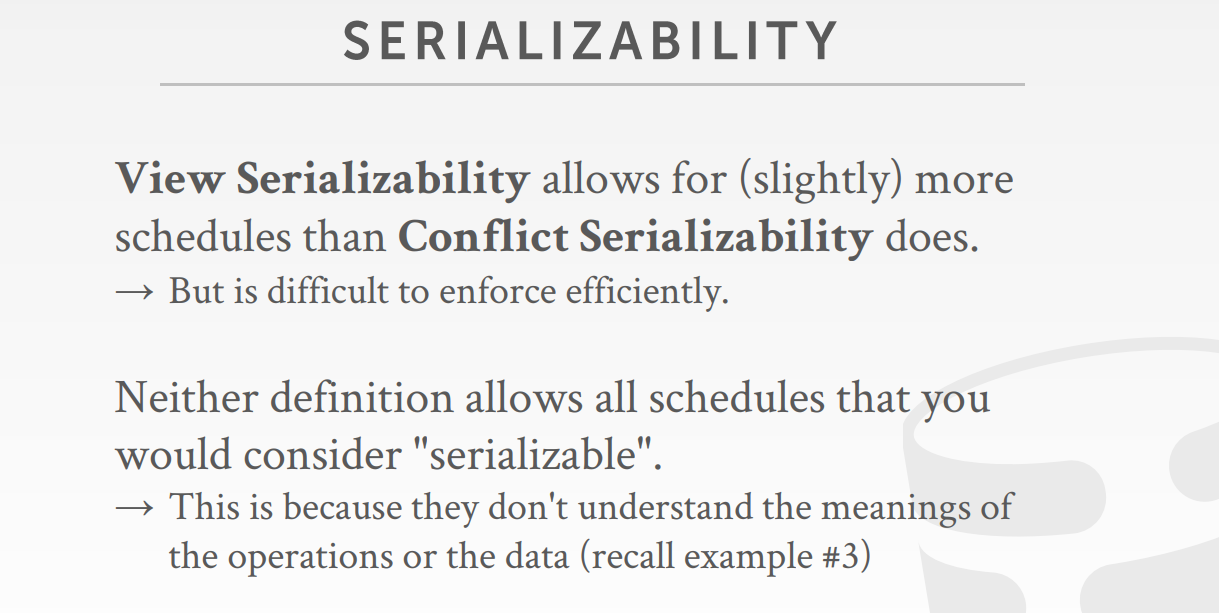 SERIALIZABILITY
View Serializability allows for (slightly) more
schedules than Conflict Serializability does.
→ But is difficult to enforce efficiently.
Neither definition allows all schedules that you
would consider "serializable".
→ This is because they don't understand the meanings of
the operations or the data (recall example #3)